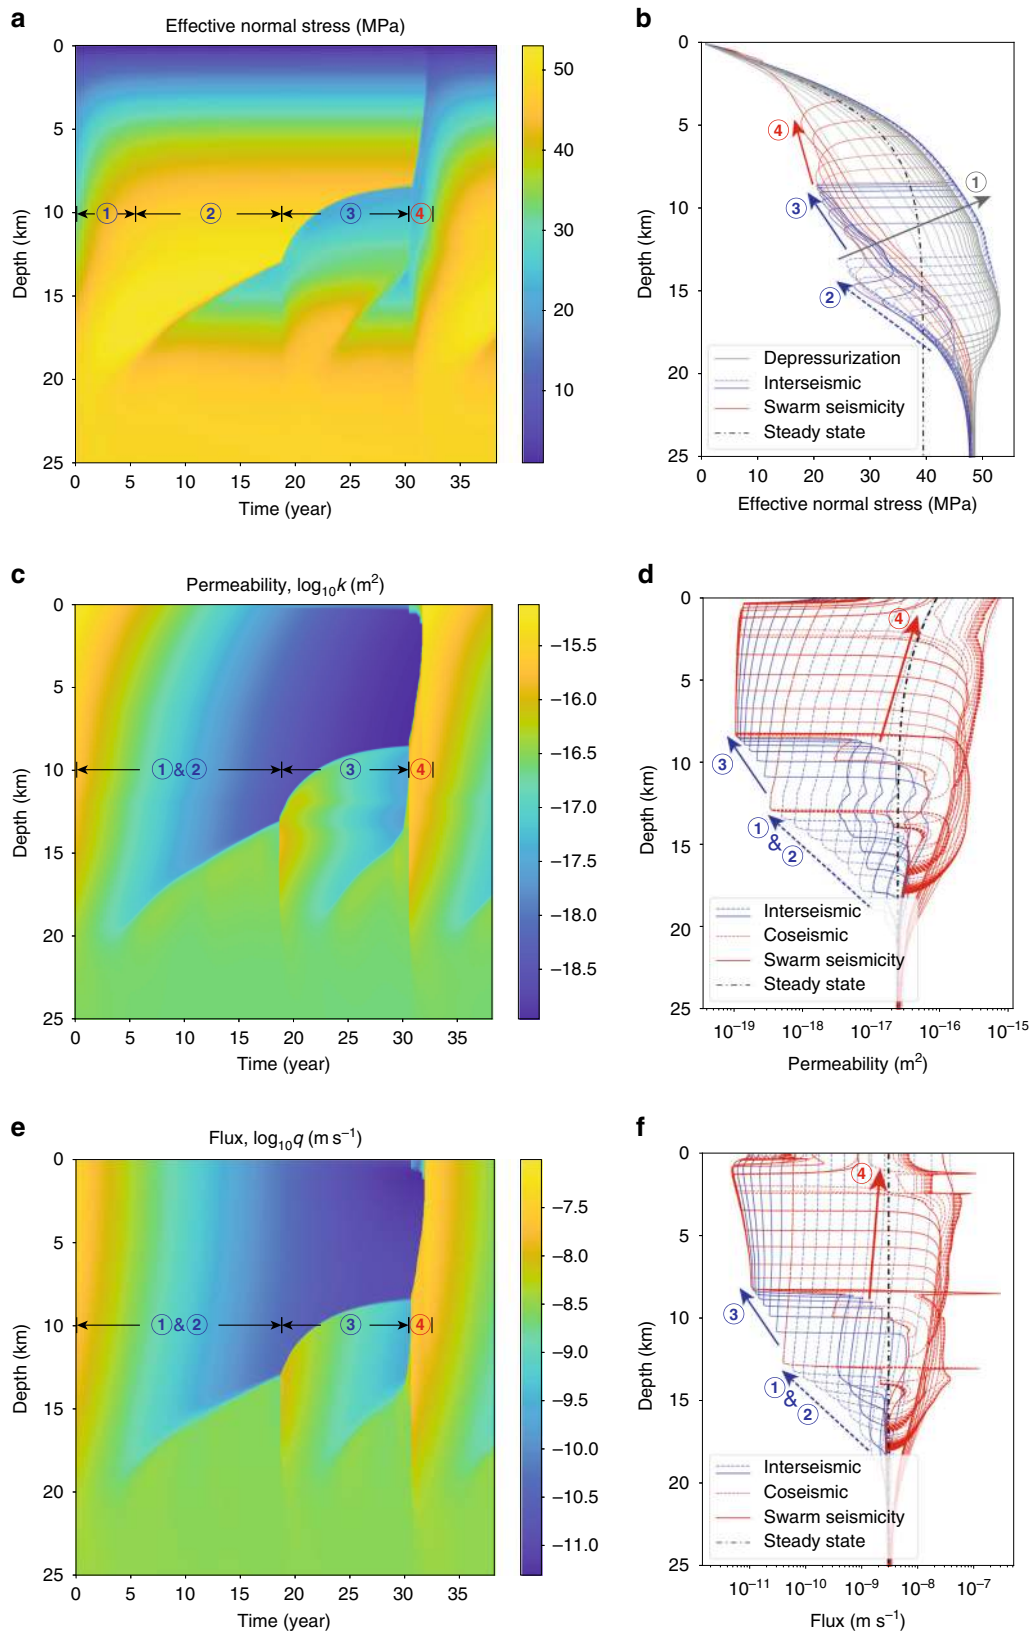 a
Effective normal stress (MPa)
0
5
10
15
20
25
Depth (km)
① ② ③ ④
0 5 10 15 20 25 30 35
Time (year)
50
40
30
20
10
b
0
5
10
15
20
25
Depth (km)
④
①
③
②
Depressurization
Interseismic
Swarm seismicity
Steady state
0 10 20 30 40 50
Effective normal stress (MPa)
c
Permeability, log₁₀k (m²)
0
5
10
15
20
25
Depth (km)
①&② ③ ④
0 5 10 15 20 25 30 35
Time (year)
−15.5
−16.0
−16.5
−17.0
−17.5
−18.0
−18.5
d
0
5
10
15
20
25
Depth (km)
④
③
①
&
②
Interseismic
Coseismic
Swarm seismicity
Steady state
10⁻¹⁹ 10⁻¹⁸ 10⁻¹⁷ 10⁻¹⁶ 10⁻¹⁵
Permeability (m²)
e
Flux, log₁₀q (m s⁻¹)
0
5
10
15
20
25
Depth (km)
①&② ③ ④
0 5 10 15 20 25 30 35
Time (year)
−7.5
−8.0
−8.5
−9.0
−9.5
−10.0
−10.5
−11.0
f
0
5
10
15
20
25
Depth (km)
④
③
①
&
②
Interseismic
Coseismic
Swarm seismicity
Steady state
10⁻¹¹ 10⁻¹⁰ 10⁻⁹ 10⁻⁸ 10⁻⁷
Flux (m s⁻¹)